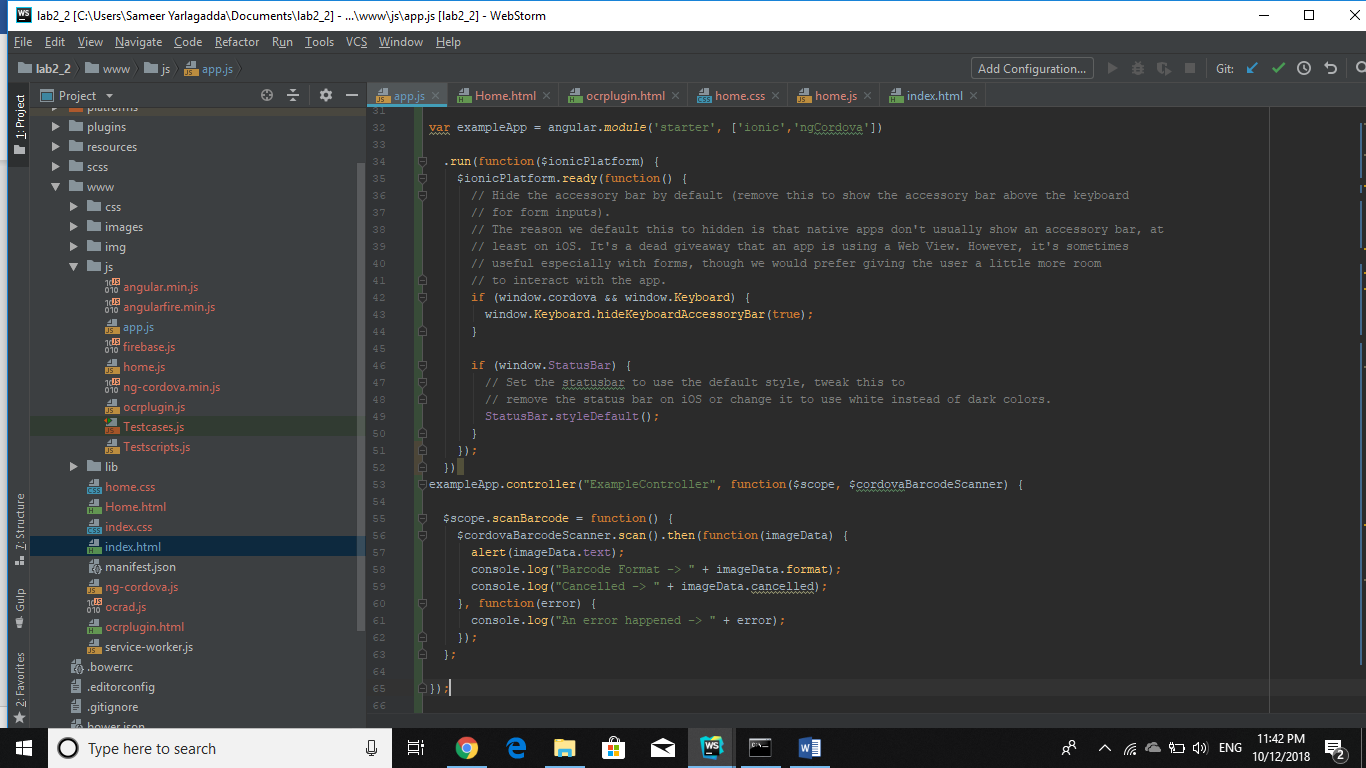 lab2_2 [C:\Users\Sameer Yarlagadda\Documents\lab2_2] - ...\www\js\app.js [lab2_2] - WebStorm
File Edit View Navigate Code Refactor Run Tools VCS Window Help
lab2_2 www js app.js Add Configuration... Git:
1: Project
7: Structure
Gulp
2: Favorites
Project
platforms
plugins
resources
scss
www
css
images
img
js
angular.min.js
angularfire.min.js
app.js
firebase.js
home.js
ng-cordova.min.js
ocrplugin.js
Testcases.js
Testscripts.js
lib
home.css
Home.html
index.css
index.html
manifest.json
ng-cordova.js
ocrad.js
ocrplugin.html
service-worker.js
.bowerrc
.editorconfig
.gitignore
bower.json
app.js Home.html ocrplugin.html home.css home.js index.html
31
32 var exampleApp = angular.module('starter', ['ionic','ngCordova'])
33
34 .run(function($ionicPlatform) {
35 $ionicPlatform.ready(function() {
36 // Hide the accessory bar by default (remove this to show the accessory bar above the keyboard
37 // for form inputs).
38 // The reason we default this to hidden is that native apps don't usually show an accessory bar, at
39 // least on iOS. It's a dead giveaway that an app is using a Web View. However, it's sometimes
40 // useful especially with forms, though we would prefer giving the user a little more room
41 // to interact with the app.
42 if (window.cordova && window.Keyboard) {
43 window.Keyboard.hideKeyboardAccessoryBar(true);
44 }
45
46 if (window.StatusBar) {
47 // Set the statusbar to use the default style, tweak this to
48 // remove the status bar on iOS or change it to use white instead of dark colors.
49 StatusBar.styleDefault();
50 }
51 });
52 })
53 exampleApp.controller("ExampleController", function($scope, $cordovaBarcodeScanner) {
54
55 $scope.scanBarcode = function() {
56 $cordovaBarcodeScanner.scan().then(function(imageData) {
57 alert(imageData.text);
58 console.log("Barcode Format -> " + imageData.format);
59 console.log("Cancelled -> " + imageData.cancelled);
60 }, function(error) {
61 console.log("An error happened -> " + error);
62 });
63 };
64
65 });
66
Type here to search
ENG
11:42 PM
10/12/2018
2